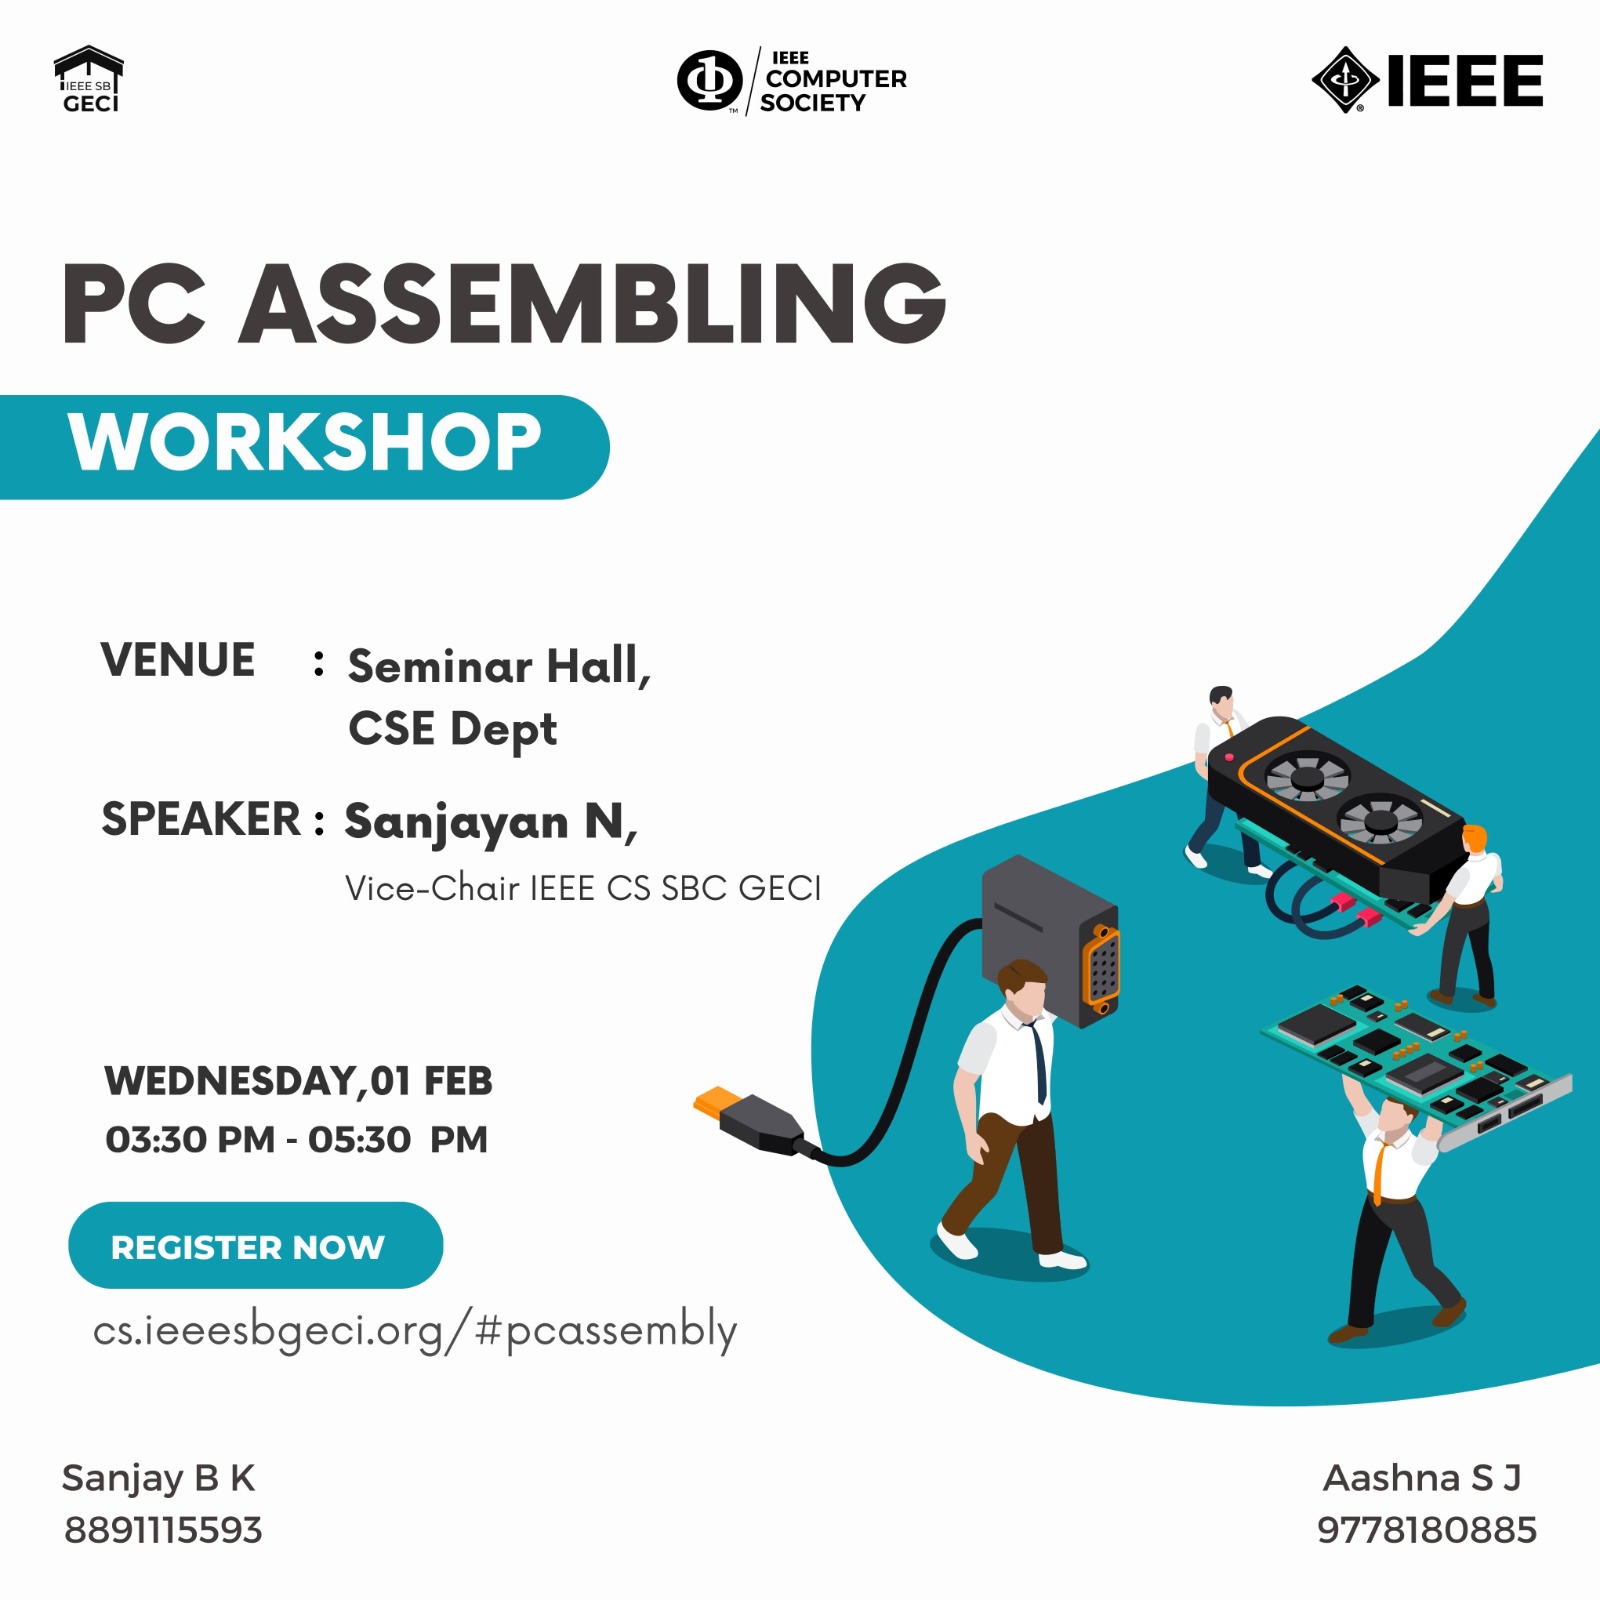 IEEE SB
GECI
IEEE
COMPUTER
SOCIETY
TM
IEEE
®
PC ASSEMBLING
WORKSHOP
VENUE : Seminar Hall,
CSE Dept
SPEAKER : Sanjayan N,
Vice-Chair IEEE CS SBC GECI
WEDNESDAY,01 FEB
03:30 PM - 05:30 PM
REGISTER NOW
cs.ieeesbgeci.org/#pcassembly
Sanjay B K
8891115593
Aashna S J
9778180885